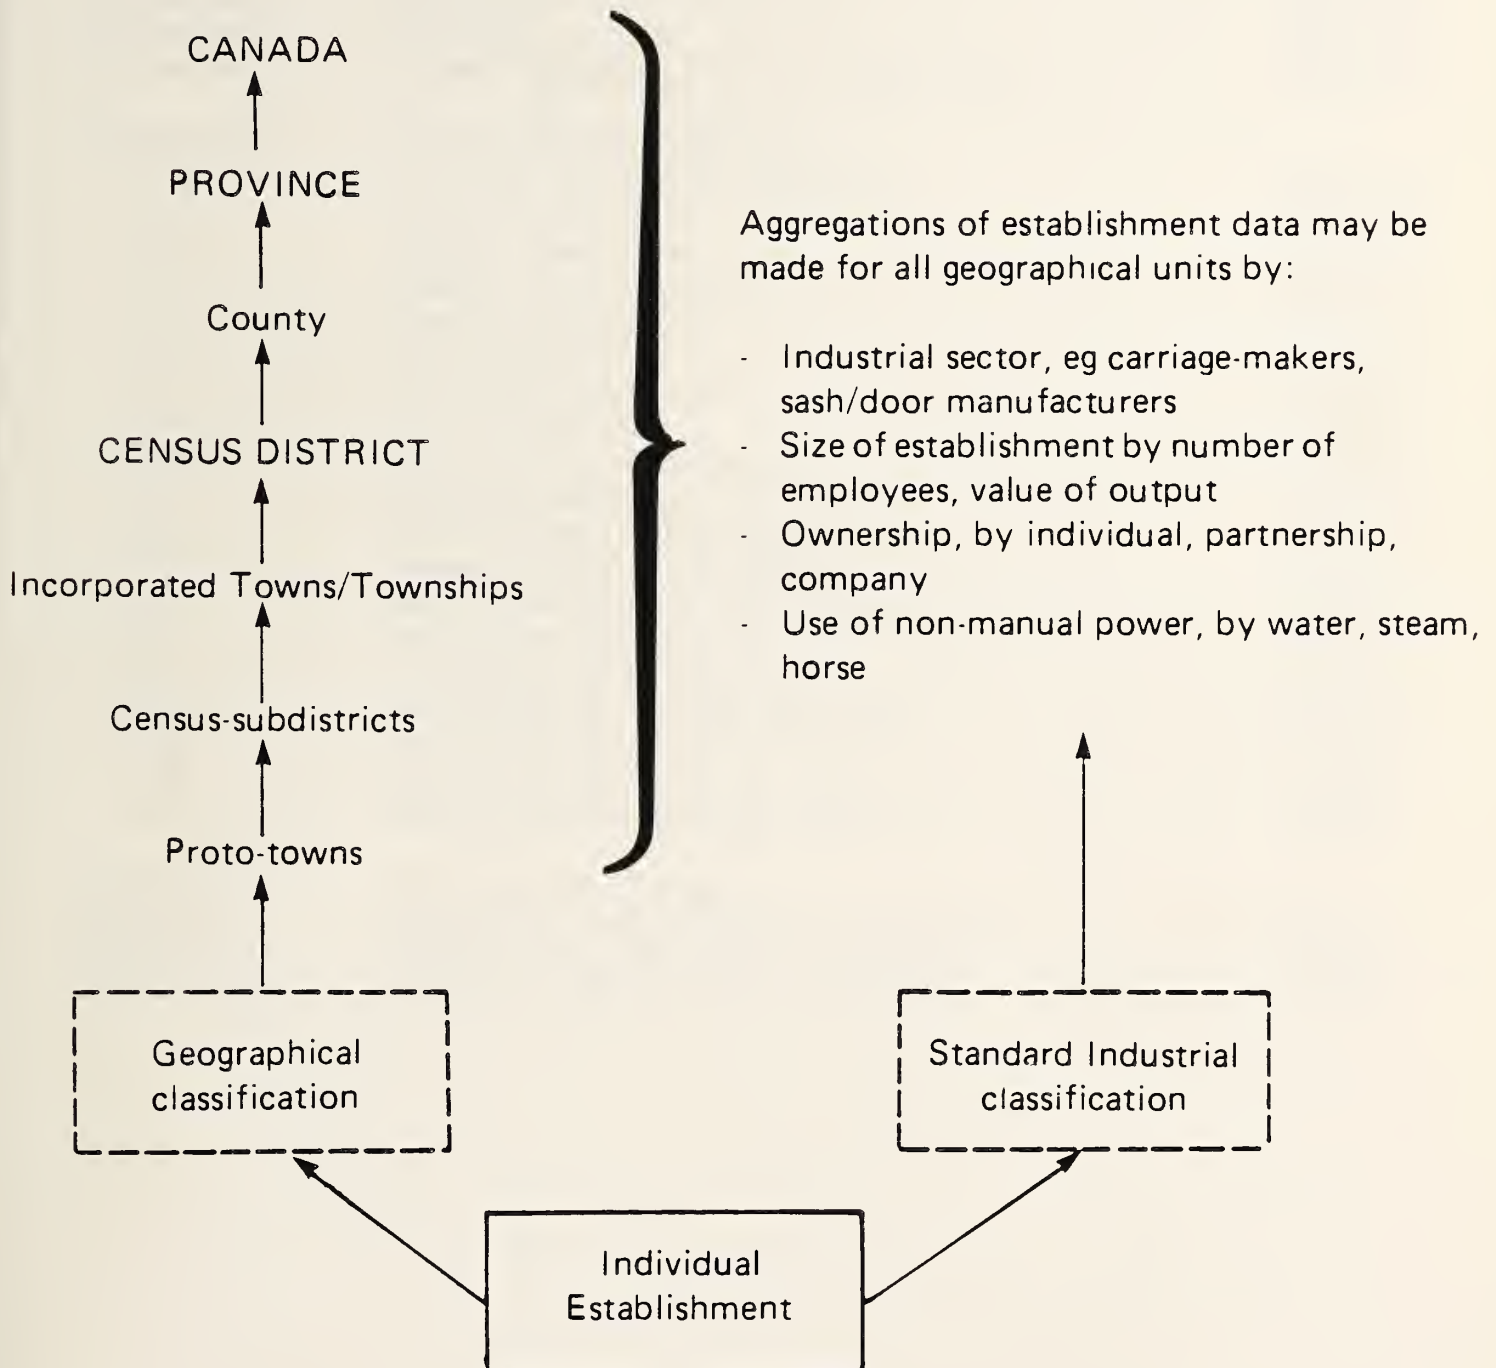 CANADA
PROVINCE
County
CENSUS DISTRICT
Incorporated Towns/Townships
Census-subdistricts
Proto-towns
Geographical
classification
Aggregations of establishment data may be
made for all geographical units by:
- Industrial sector, eg carriage-makers,
sash/door manufacturers
- Size of establishment by number of
employees, value of output
- Ownership, by individual, partnership,
company
- Use of non-manual power, by water, steam,
horse
Standard Industrial
classification
Individual
Establishment